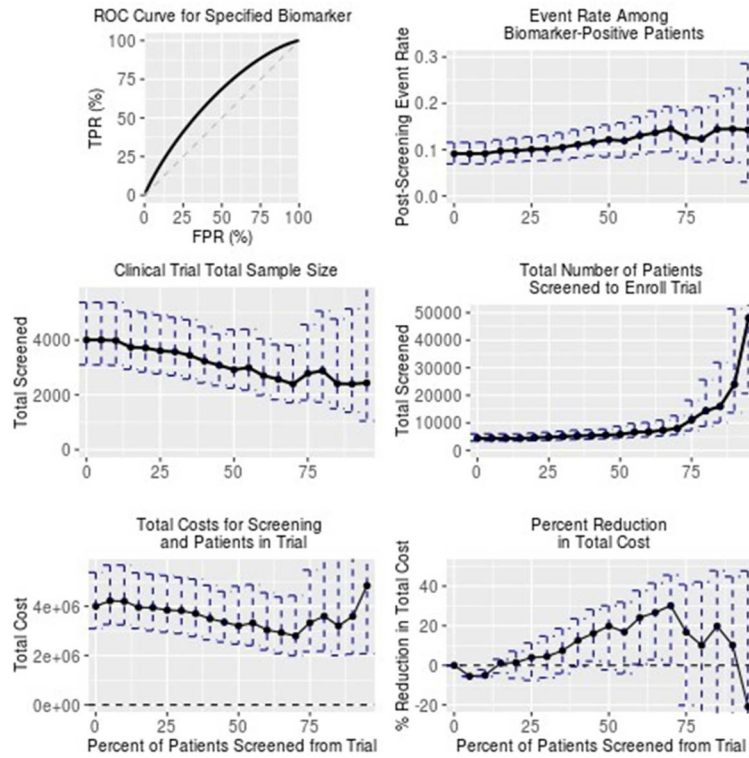 ROC Curve for Specified Biomarker
100
75
50
25
0
TPR (%)
0 25 50 75 100
FPR (%)
Event Rate Among
Biomarker-Positive Patients
0.3
0.2
0.1
0.0
Post-Screening Event Rate
0 25 50 75
Clinical Trial Total Sample Size
4000
2000
0
Total Screened
0 25 50 75
Total Number of Patients
Screened to Enroll Trial
50000
40000
30000
20000
10000
0
Total Screened
0 25 50 75
Total Costs for Screening
and Patients in Trial
4e+06
2e+06
0e+00
Total Cost
0 25 50 75
Percent of Patients Screened from Trial
Percent Reduction
in Total Cost
40
20
0
-20
% Reduction in Total Cost
0 25 50 75
Percent of Patients Screened from Trial